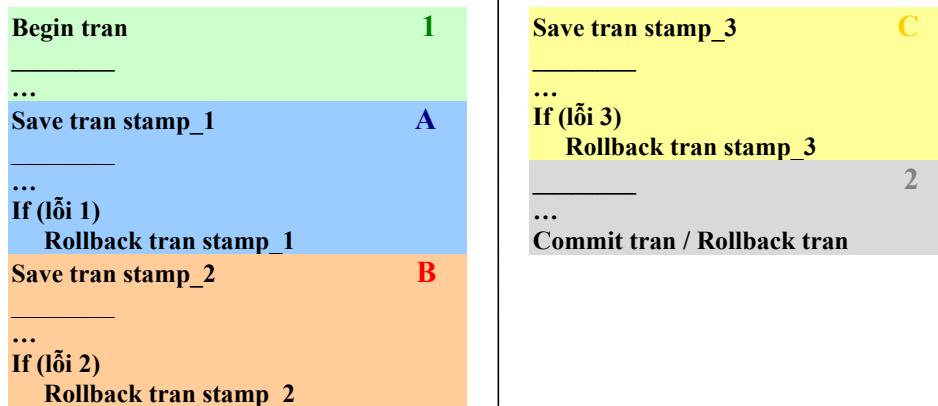 Begin tran 1
________
…
Save tran stamp_1 A
________
…
If (lỗi 1)
Rollback tran stamp_1
Save tran stamp_2 B
________
…
If (lỗi 2)
Rollback tran stamp_2
Save tran stamp_3 C
________
…
If (lỗi 3)
Rollback tran stamp_3
________ 2
…
Commit tran / Rollback tran